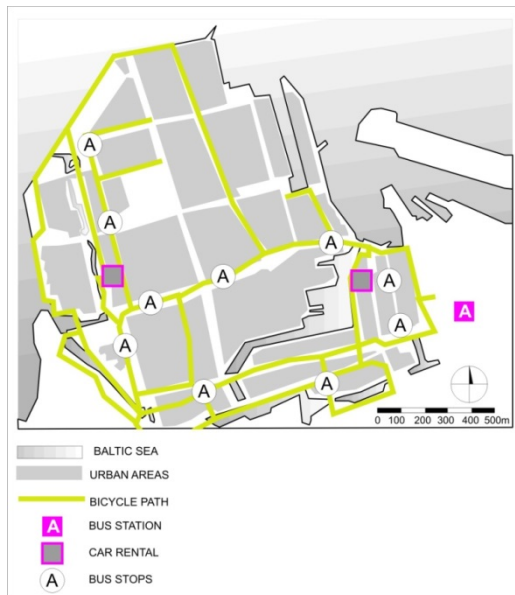 A
A
A
A
A
A
A
A
A
A
A
A
0 100 200 300 400 500m
BALTIC SEA
URBAN AREAS
BICYCLE PATH
A BUS STATION
CAR RENTAL
A BUS STOPS